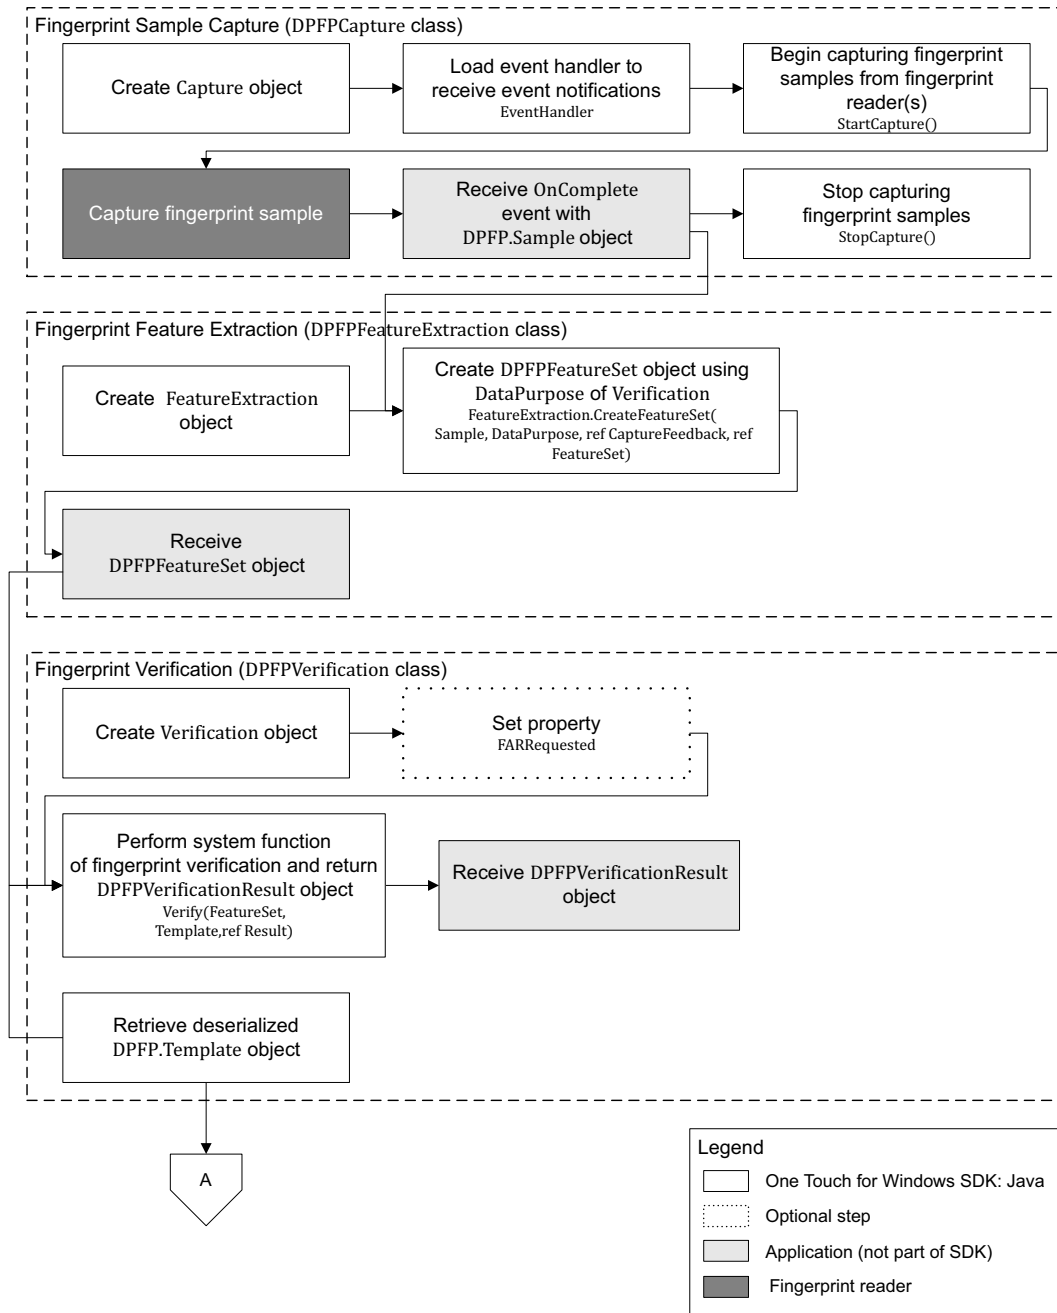 Fingerprint Sample Capture (DPFPCapture class)
Create Capture object
Load event handler to
receive event notifications
EventHandler
Begin capturing fingerprint
samples from fingerprint
reader(s)
StartCapture()
Capture fingerprint sample
Receive OnComplete
event with
DPFP.Sample object
Stop capturing
fingerprint samples
StopCapture()
Fingerprint Feature Extraction (DPFPFeatureExtraction class)
Create FeatureExtraction
object
Create DPFPFeatureSet object using
DataPurpose of Verification
FeatureExtraction.CreateFeatureSet(
Sample, DataPurpose, ref CaptureFeedback, ref
FeatureSet)
Receive
DPFPFeatureSet object
Fingerprint Verification (DPFPVerification class)
Create Verification object
Set property
FARRequested
Perform system function
of fingerprint verification and return
DPFPVerificationResult object
Verify(FeatureSet,
Template,ref Result)
Receive DPFPVerificationResult
object
Retrieve deserialized
DPFP.Template object
A
Legend
One Touch for Windows SDK: Java
Optional step
Application (not part of SDK)
Fingerprint reader